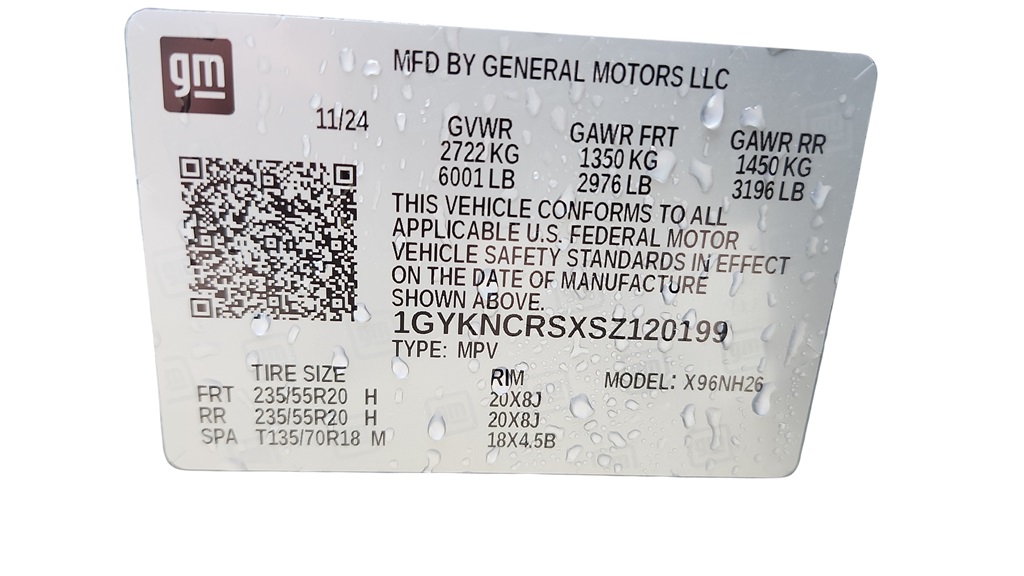 gm
MFD BY GENERAL MOTORS LLC
11/24
GVWR GAWR FRT GAWR RR
2722 KG 1350 KG 1450 KG
6001 LB 2976 LB 3196 LB
THIS VEHICLE CONFORMS TO ALL
APPLICABLE U.S. FEDERAL MOTOR
VEHICLE SAFETY STANDARDS IN EFFECT
ON THE DATE OF MANUFACTURE
SHOWN ABOVE.
1GYKNCRSXSZ120199
TYPE: MPV
TIRE SIZE RIM MODEL: X96NH26
FRT 235/55R20 H 20X8J
RR 235/55R20 H 20X8J
SPA T135/70R18 M 18X4.5B